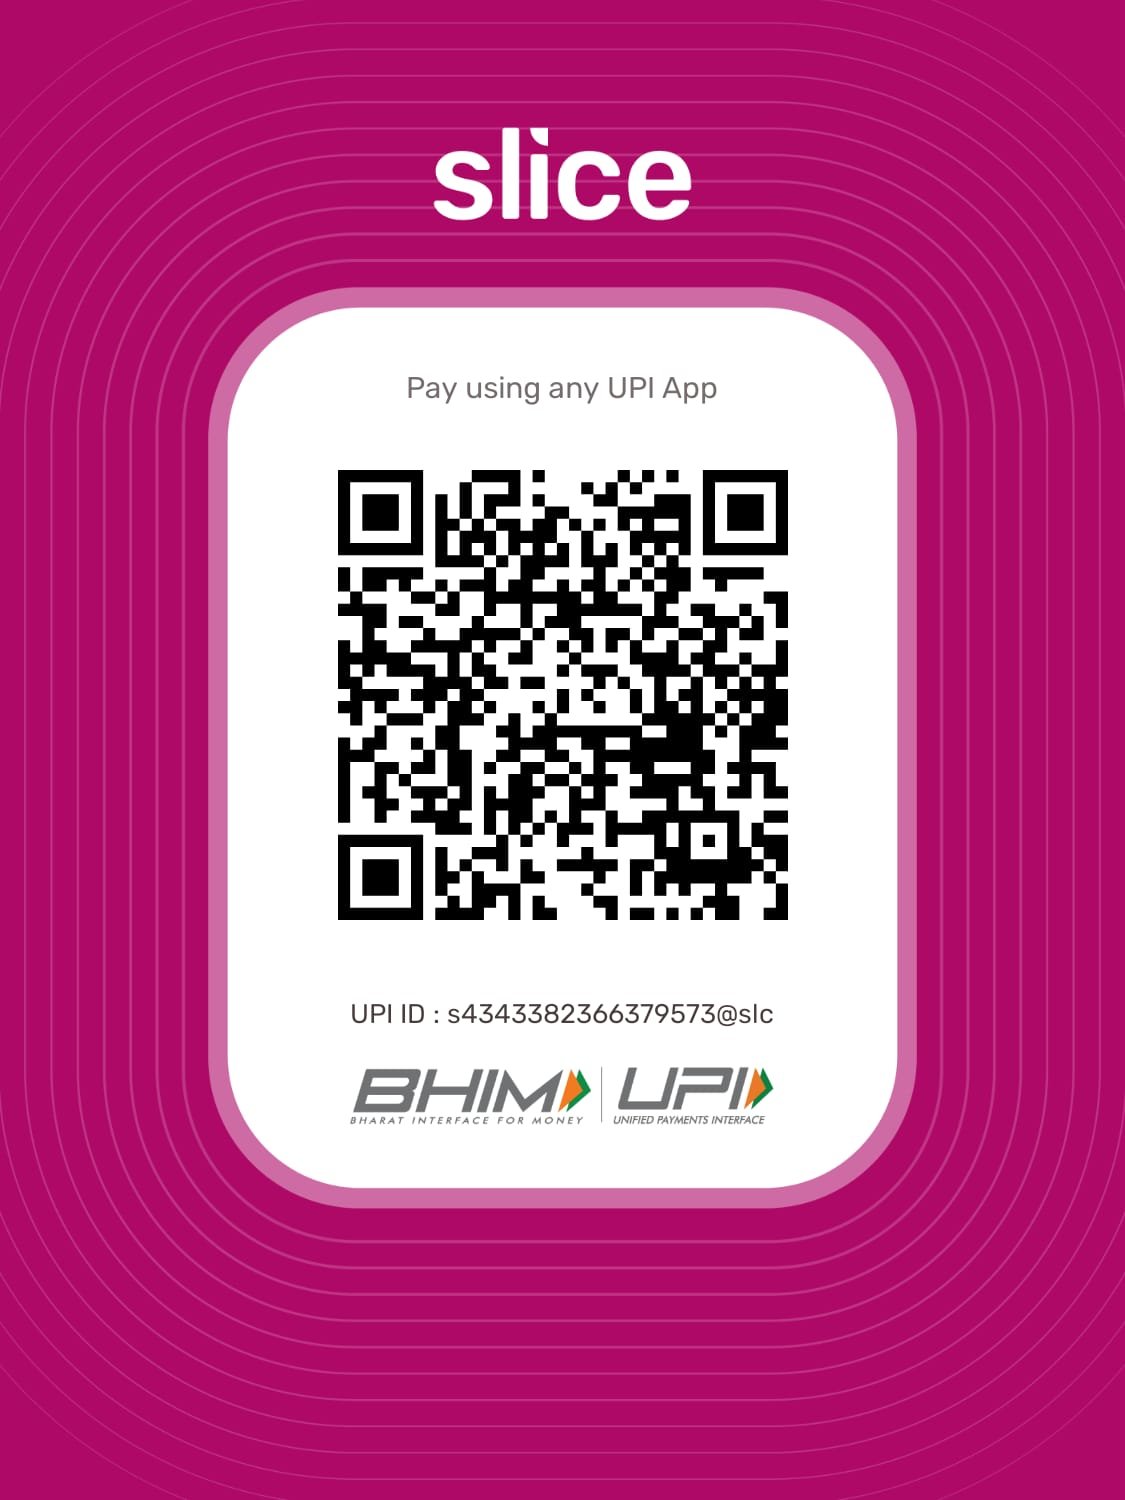 slice
Pay using any UPI App
UPI ID : s4343382366379573@slc
BHIM UPI
BHARAT INTERFACE FOR MONEY UNIFIED PAYMENTS INTERFACE